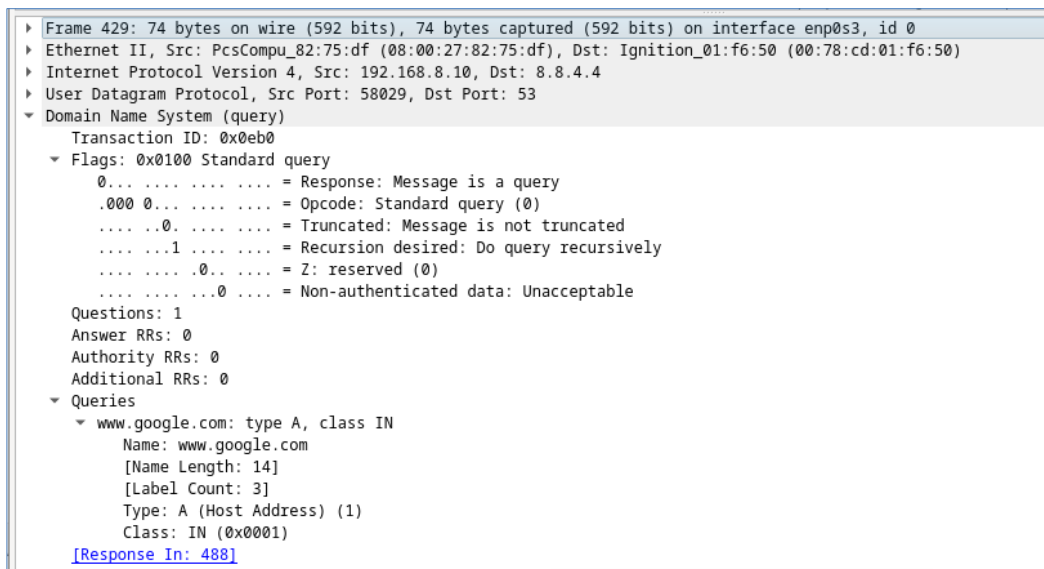 Frame 429: 74 bytes on wire (592 bits), 74 bytes captured (592 bits) on interface enp0s3, id 0
Ethernet II, Src: PcsCompu_82:75:df (08:00:27:82:75:df), Dst: Ignition_01:f6:50 (00:78:cd:01:f6:50)
Internet Protocol Version 4, Src: 192.168.8.10, Dst: 8.8.4.4
User Datagram Protocol, Src Port: 58029, Dst Port: 53
Domain Name System (query)
Transaction ID: 0x0eb0
Flags: 0x0100 Standard query
0... .... .... .... = Response: Message is a query
.000 0... .... .... = Opcode: Standard query (0)
.... ..0. .... .... = Truncated: Message is not truncated
.... ...1 .... .... = Recursion desired: Do query recursively
.... .... .0.. .... = Z: reserved (0)
.... .... ...0 .... = Non-authenticated data: Unacceptable
Questions: 1
Answer RRs: 0
Authority RRs: 0
Additional RRs: 0
Queries
www.google.com: type A, class IN
Name: www.google.com
[Name Length: 14]
[Label Count: 3]
Type: A (Host Address) (1)
Class: IN (0x0001)
[Response In: 488]